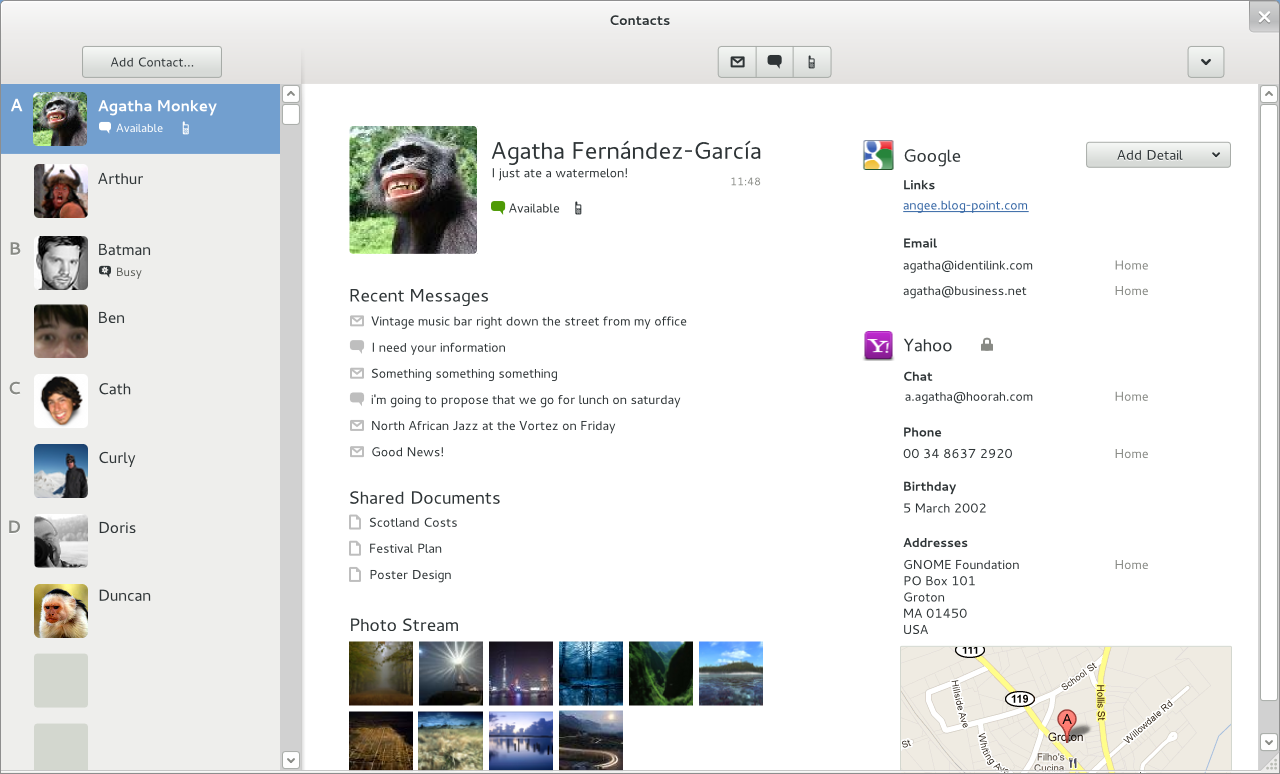 Contacts
Add Contact...
A
Agatha Monkey
Available
Arthur
B
Batman
Busy
Ben
C
Cath
Curly
D
Doris
Duncan
Agatha Fernández-García
I just ate a watermelon!
11:48
Available
Recent Messages
Vintage music bar right down the street from my office
I need your information
Something something something
i'm going to propose that we go for lunch on saturday
North African Jazz at the Vortez on Friday
Good News!
Shared Documents
Scotland Costs
Festival Plan
Poster Design
Photo Stream
Google
Add Detail
Links
angee.blog-point.com
Email
agatha@identilink.com Home
agatha@business.net Home
Y!
Yahoo
Chat
a.agatha@hoorah.com Home
Phone
00 34 8637 2920 Home
Birthday
5 March 2002
Addresses
GNOME Foundation Home
PO Box 101
Groton
MA 01450
USA
111
School St
119
Hillside Ave
Hollis St
A
Willowdale Rd
Groton
St
Whiting Ave
Filho's
Cucina